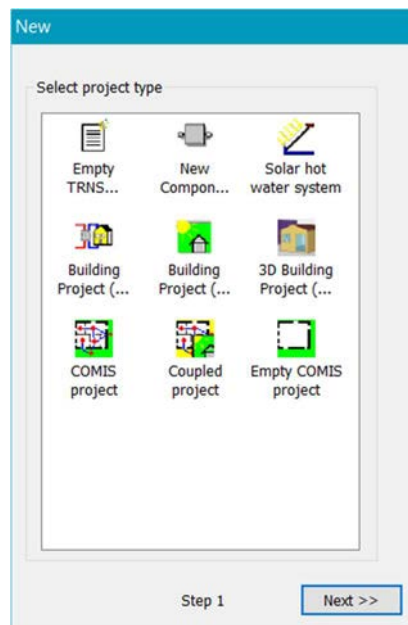 New
Select project type
Empty New Solar hot
TRNS... Compon... water system
Building Building 3D Building
Project (... Project (... Project (...
COMIS Coupled Empty COMIS
project project project
Step 1 Next >>